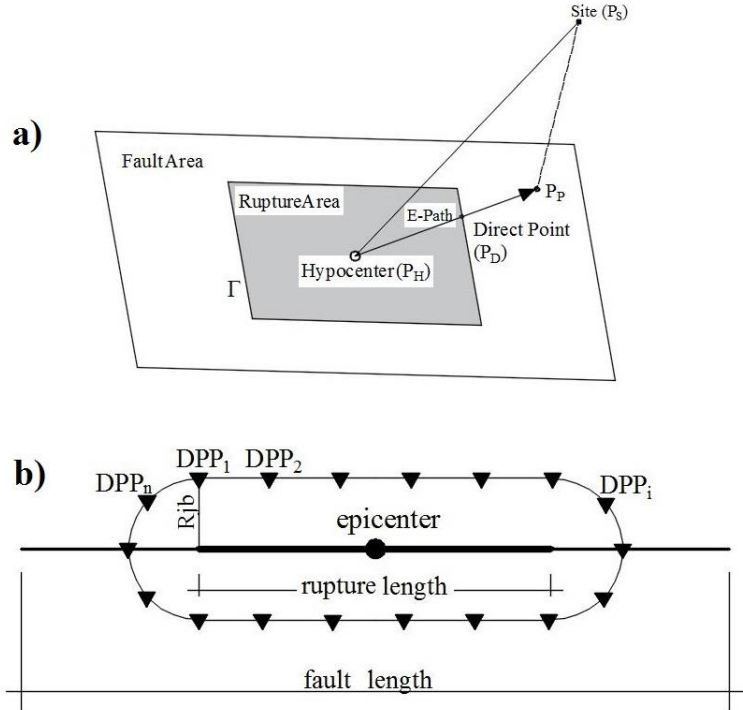 a)
Site (P_S)
FaultArea
P_P
RuptureArea
E-Path
Direct Point
(P_D)
Hypocenter(P_H)
Γ
b)
DPP_1 DPP_2
DPP_n DPP_i
Rjb
epicenter
rupture length
fault length